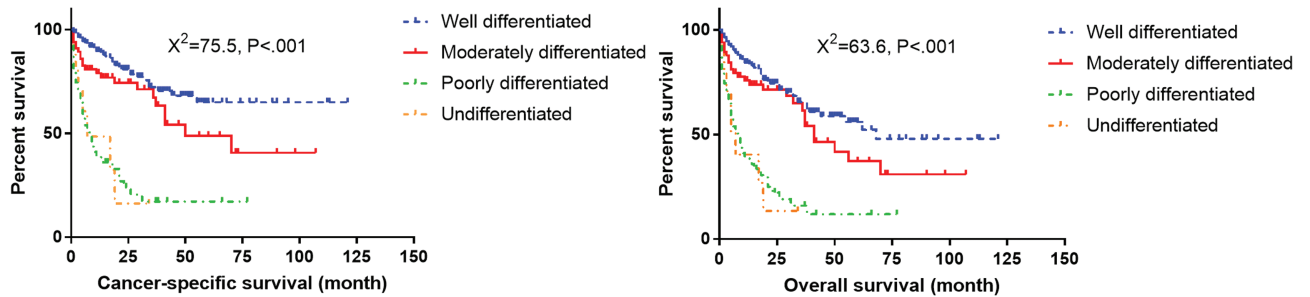 100
50
0
Percent survival
X²=75.5, P<.001
Well differentiated
Moderately differentiated
Poorly differentiated
Undifferentiated
0 25 50 75 100 125 150
Cancer-specific survival (month)
100
50
0
Percent survival
X²=63.6, P<.001
Well differentiated
Moderately differentiated
Poorly differentiated
Undifferentiated
0 25 50 75 100 125 150
Overall survival (month)